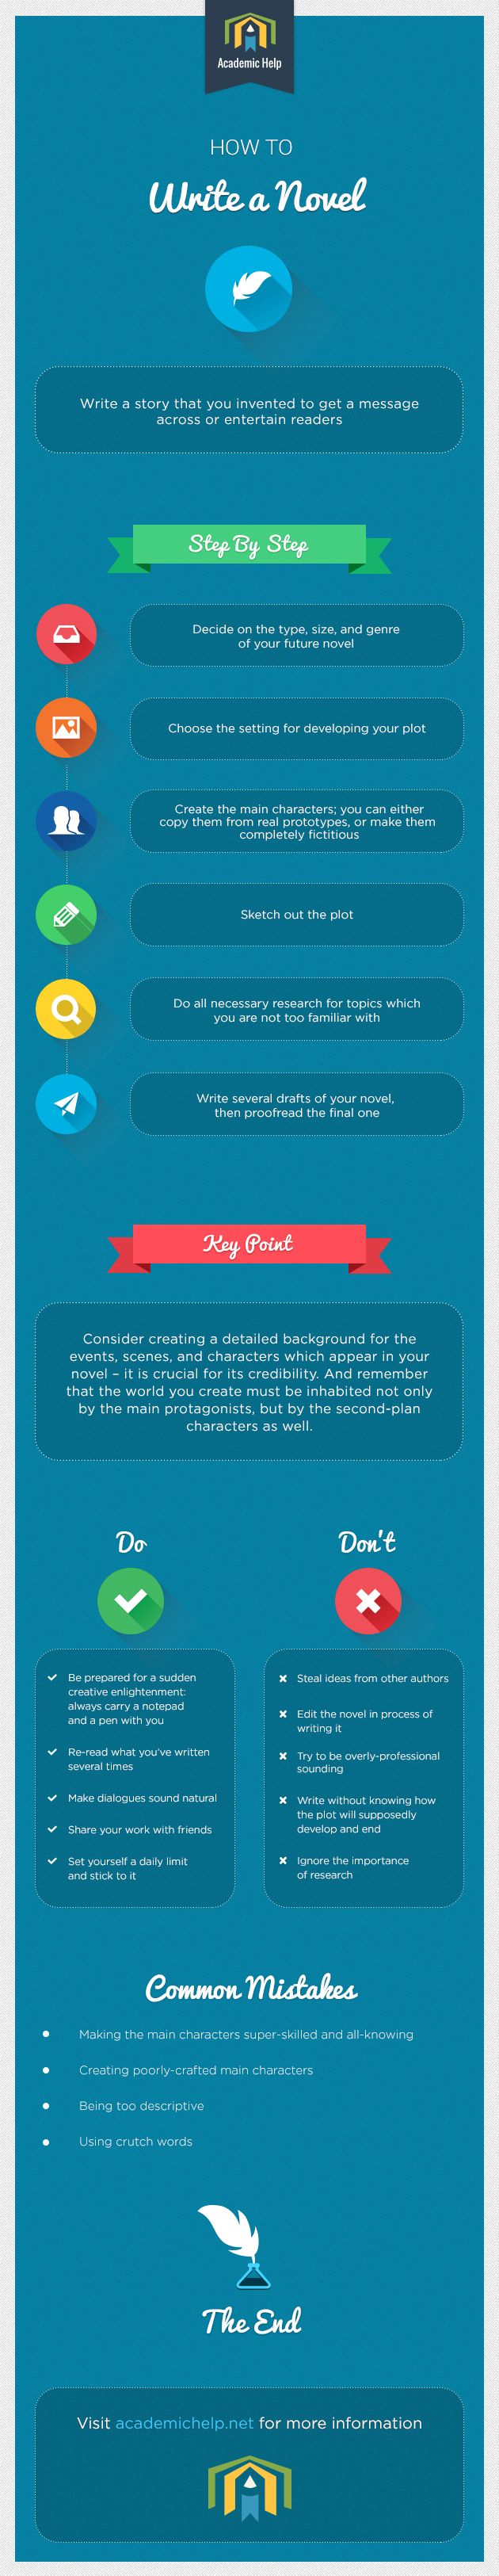 Academic Help
HOW TO
Write a Novel
Write a story that you invented to get a message
across or entertain readers
Step By Step
Decide on the type, size, and genre
of your future novel
Choose the setting for developing your plot
Create the main characters; you can either
copy them from real prototypes, or make them
completely fictitious
Sketch out the plot
Do all necessary research for topics which
you are not too familiar with
Write several drafts of your novel,
then proofread the final one
Key Point
Consider creating a detailed background for the
events, scenes, and characters which appear in your
novel – it is crucial for its credibility. And remember
that the world you create must be inhabited not only
by the main protagonists, but by the second-plan
characters as well.
Do
Be prepared for a sudden
creative enlightenment:
always carry a notepad
and a pen with you
Re-read what you've written
several times
Make dialogues sound natural
Share your work with friends
Set yourself a daily limit
and stick to it
Don't
Steal ideas from other authors
Edit the novel in process of
writing it
Try to be overly-professional
sounding
Write without knowing how
the plot will supposedly
develop and end
Ignore the importance
of research
Common Mistakes
Making the main characters super-skilled and all-knowing
Creating poorly-crafted main characters
Being too descriptive
Using crutch words
The End
Visit academichelp.net for more information